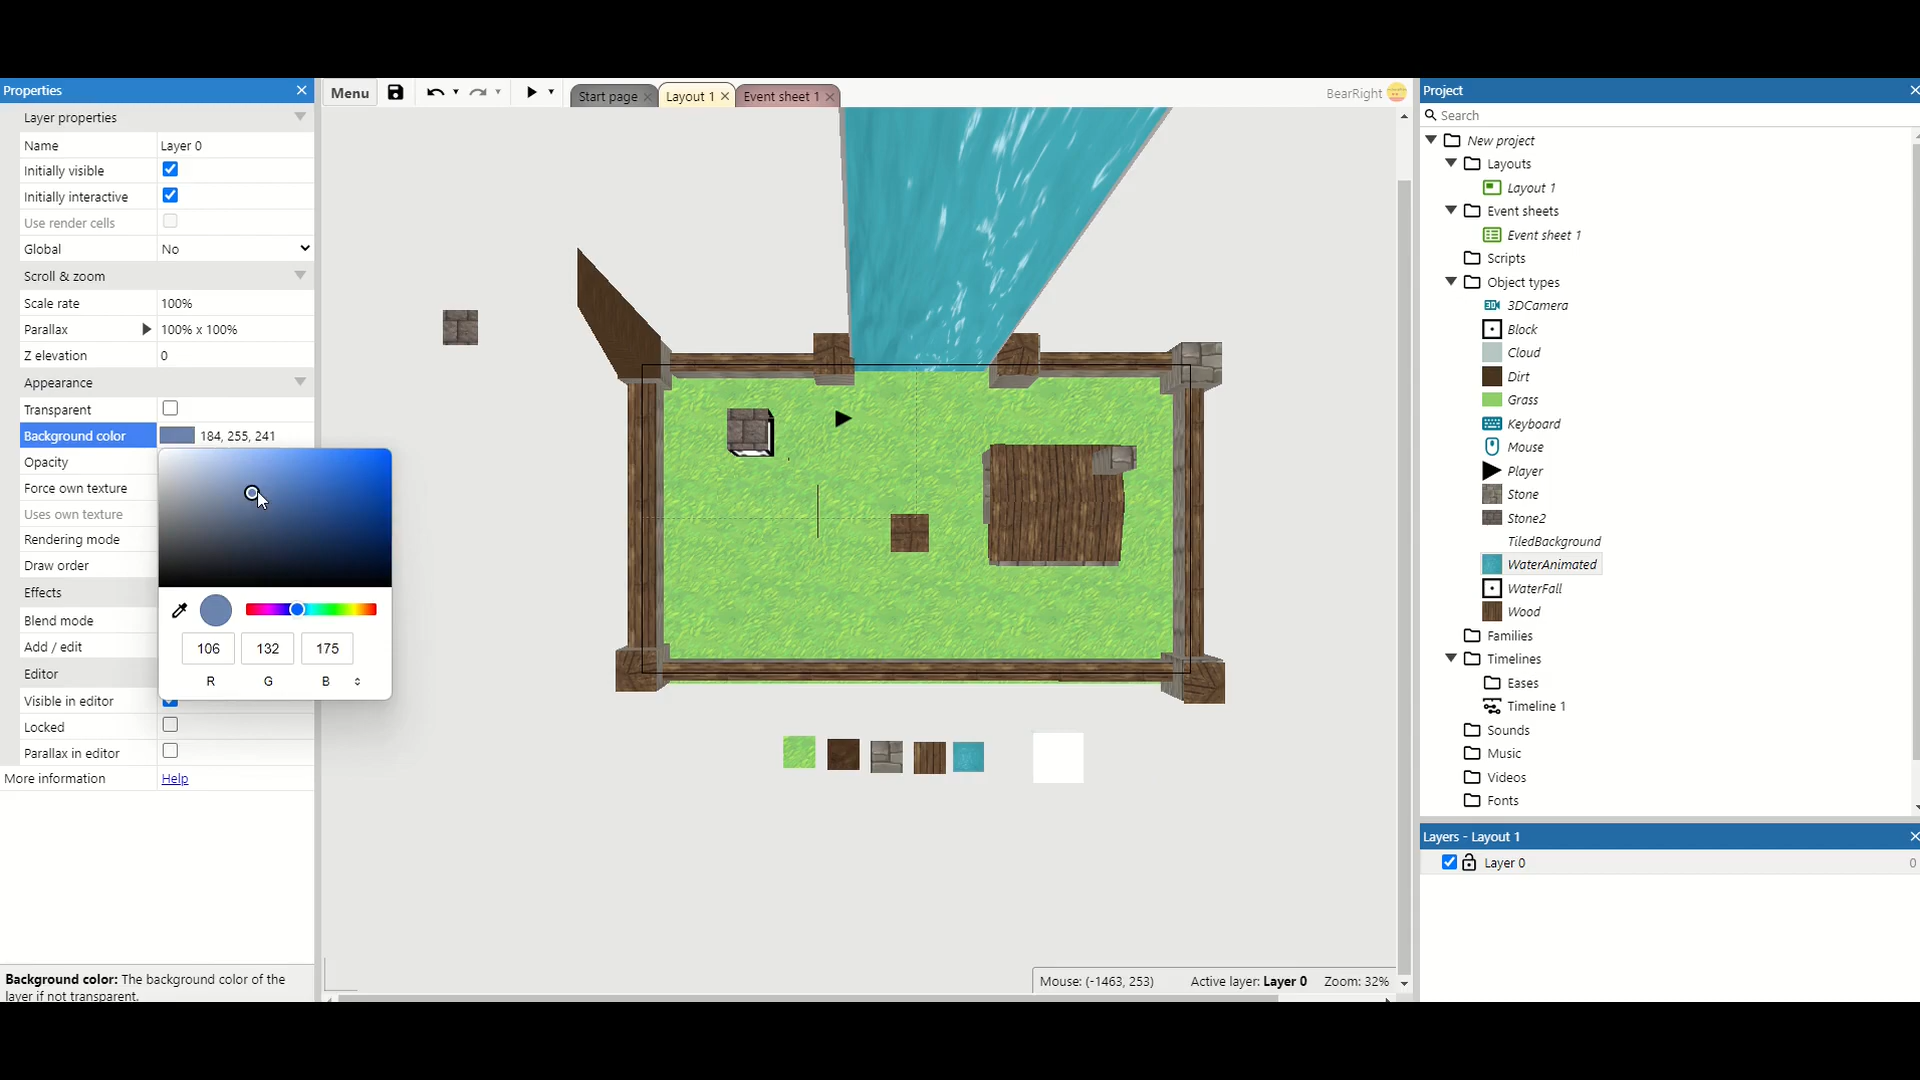 Properties
Layer properties
Name Layer 0
Initially visible
Initially interactive
Use render cells
Global No
Scroll & zoom
Scale rate 100%
Parallax 100% x 100%
Z elevation 0
Appearance
Transparent
Background color 184, 255, 241
Opacity
Force own texture
Uses own texture
Rendering mode
Draw order
Effects
Blend mode
Add / edit
Editor
Visible in editor
Locked
Parallax in editor
More information Help
106 132 175
R G B
Background color: The background color of the
layer if not transparent.
Menu
Start page
Layout 1
Event sheet 1
BearRight
Mouse: (-1463, 253) Active layer: Layer 0 Zoom: 32%
Project
Search
New project
Layouts
Layout 1
Event sheets
Event sheet 1
Scripts
Object types
3DCamera
Block
Cloud
Dirt
Grass
Keyboard
Mouse
Player
Stone
Stone2
TiledBackground
WaterAnimated
WaterFall
Wood
Families
Timelines
Eases
Timeline 1
Sounds
Music
Videos
Fonts
Layers - Layout 1
Layer 0 0